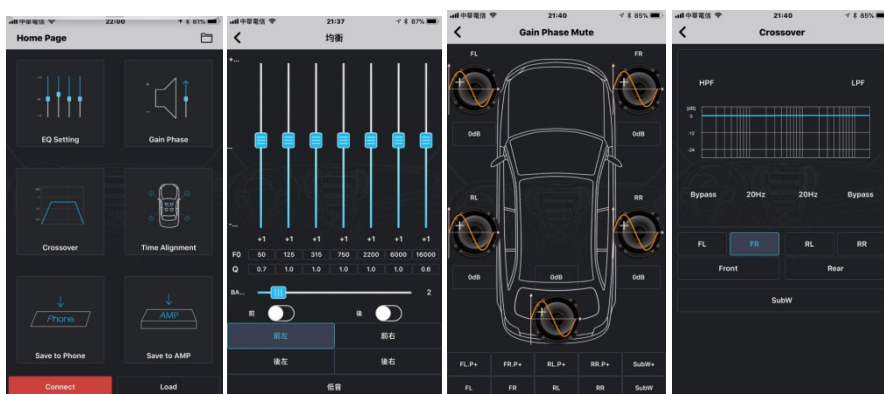 中華電信
22:00
81%
Home Page
EQ Setting
Gain Phase
Crossover
Time Alignment
Phone
AMP
Save to Phone
Save to AMP
Connect
Load
中華電信
21:37
87%
均衡
+...
...
+1 +1 +1 +1 +1 +1 +1
F0 50 125 315 750 2200 6000 16000
Q 0.7 1.0 1.0 1.0 1.0 1.0 0.6
BA... 2
前 後
前左 前右
後左 後右
低音
中華電信
21:40
85%
Gain Phase Mute
FL FR
0dB 0dB
RL RR
0dB 0dB 0dB
FL.P+ FR.P+ RL.P+ RR.P+ SubW+
FL FR RL RR SubW
中華電信
21:40
85%
Crossover
HPF LPF
[dB]
0
-12
-24
Bypass 20Hz 20Hz Bypass
FL FR RL RR
Front Rear
SubW